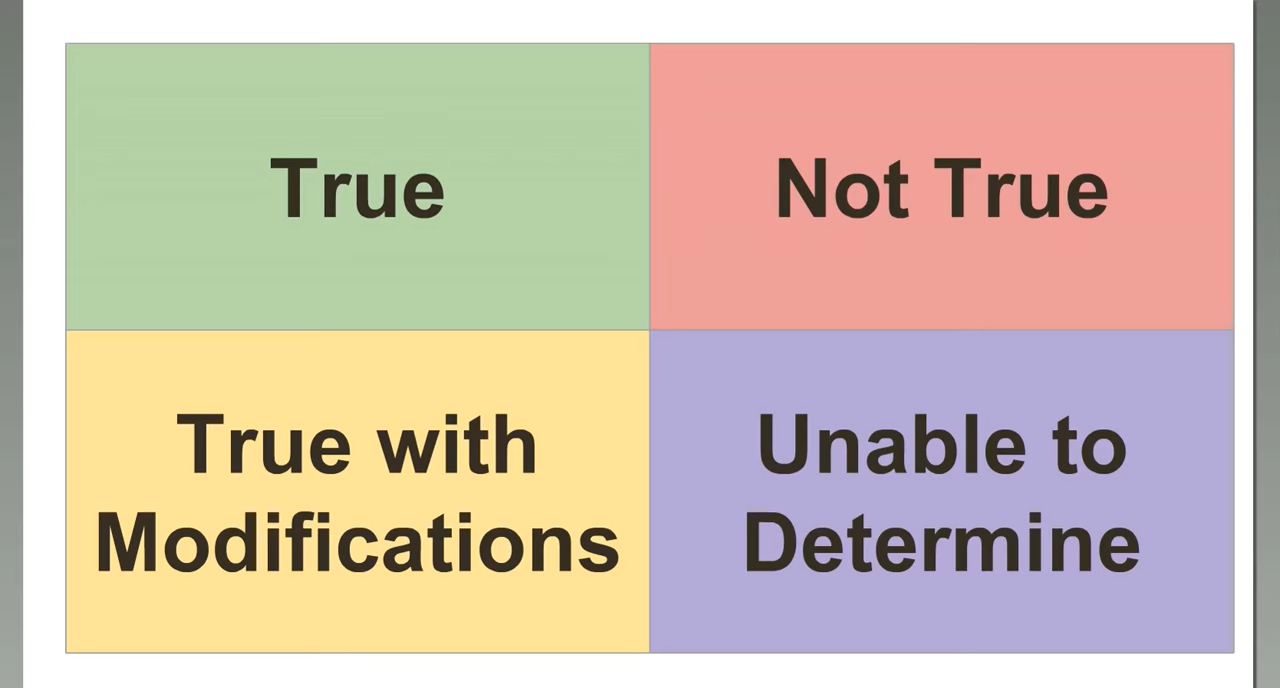 True
Not True
True with
Modifications
Unable to
Determine